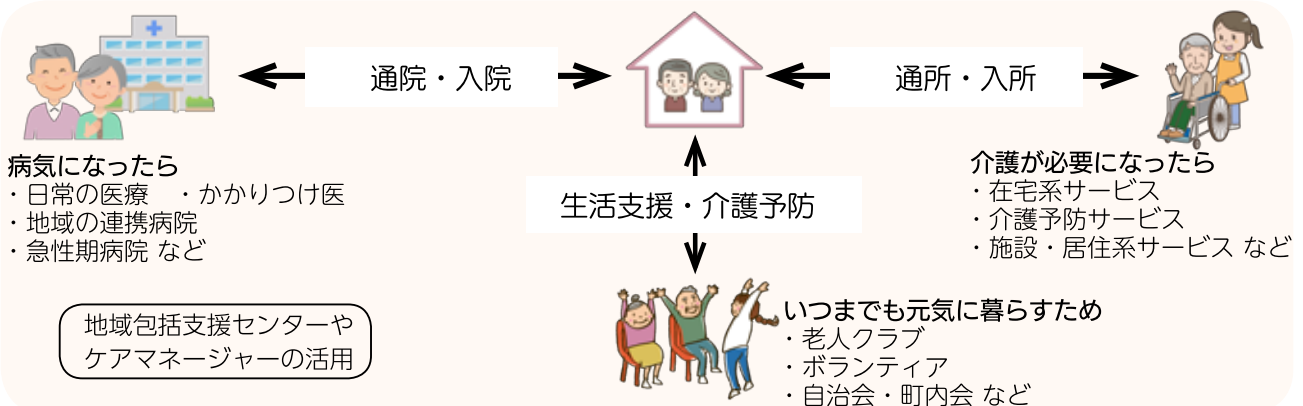 通院・入院
通所・入所
病気になったら
・日常の医療　・かかりつけ医
・地域の連携病院
・急性期病院 など
介護が必要になったら
・在宅系サービス
・介護予防サービス
・施設・居住系サービス など
生活支援・介護予防
いつまでも元気に暮らすため
・老人クラブ
・ボランティア
・自治会・町内会 など
地域包括支援センターや
ケアマネージャーの活用